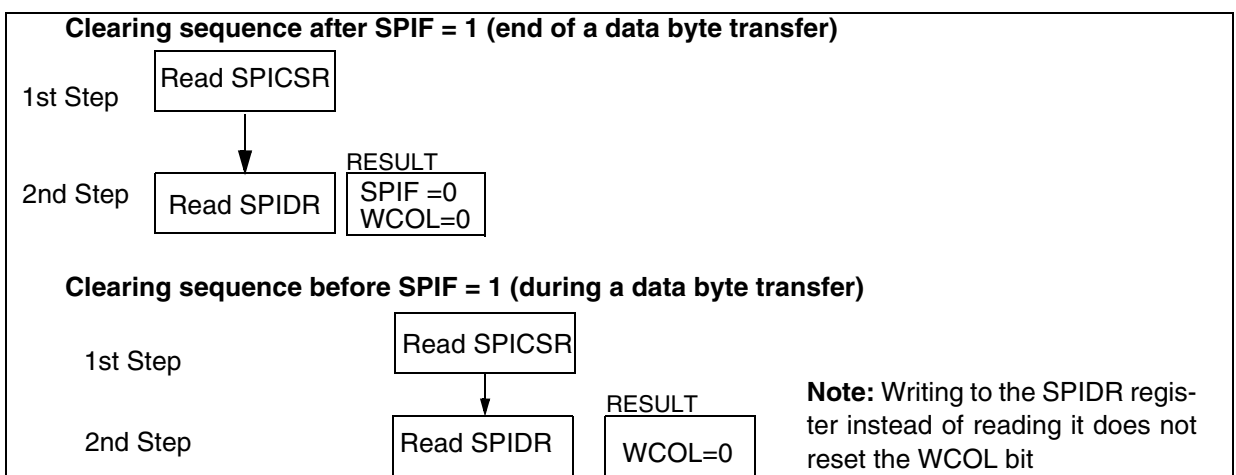 Clearing sequence after SPIF = 1 (end of a data byte transfer)
1st Step
Read SPICSR
2nd Step
Read SPIDR
RESULT
SPIF =0
WCOL=0
Clearing sequence before SPIF = 1 (during a data byte transfer)
1st Step
Read SPICSR
2nd Step
Read SPIDR
RESULT
WCOL=0
Note: Writing to the SPIDR regis-
ter instead of reading it does not
reset the WCOL bit